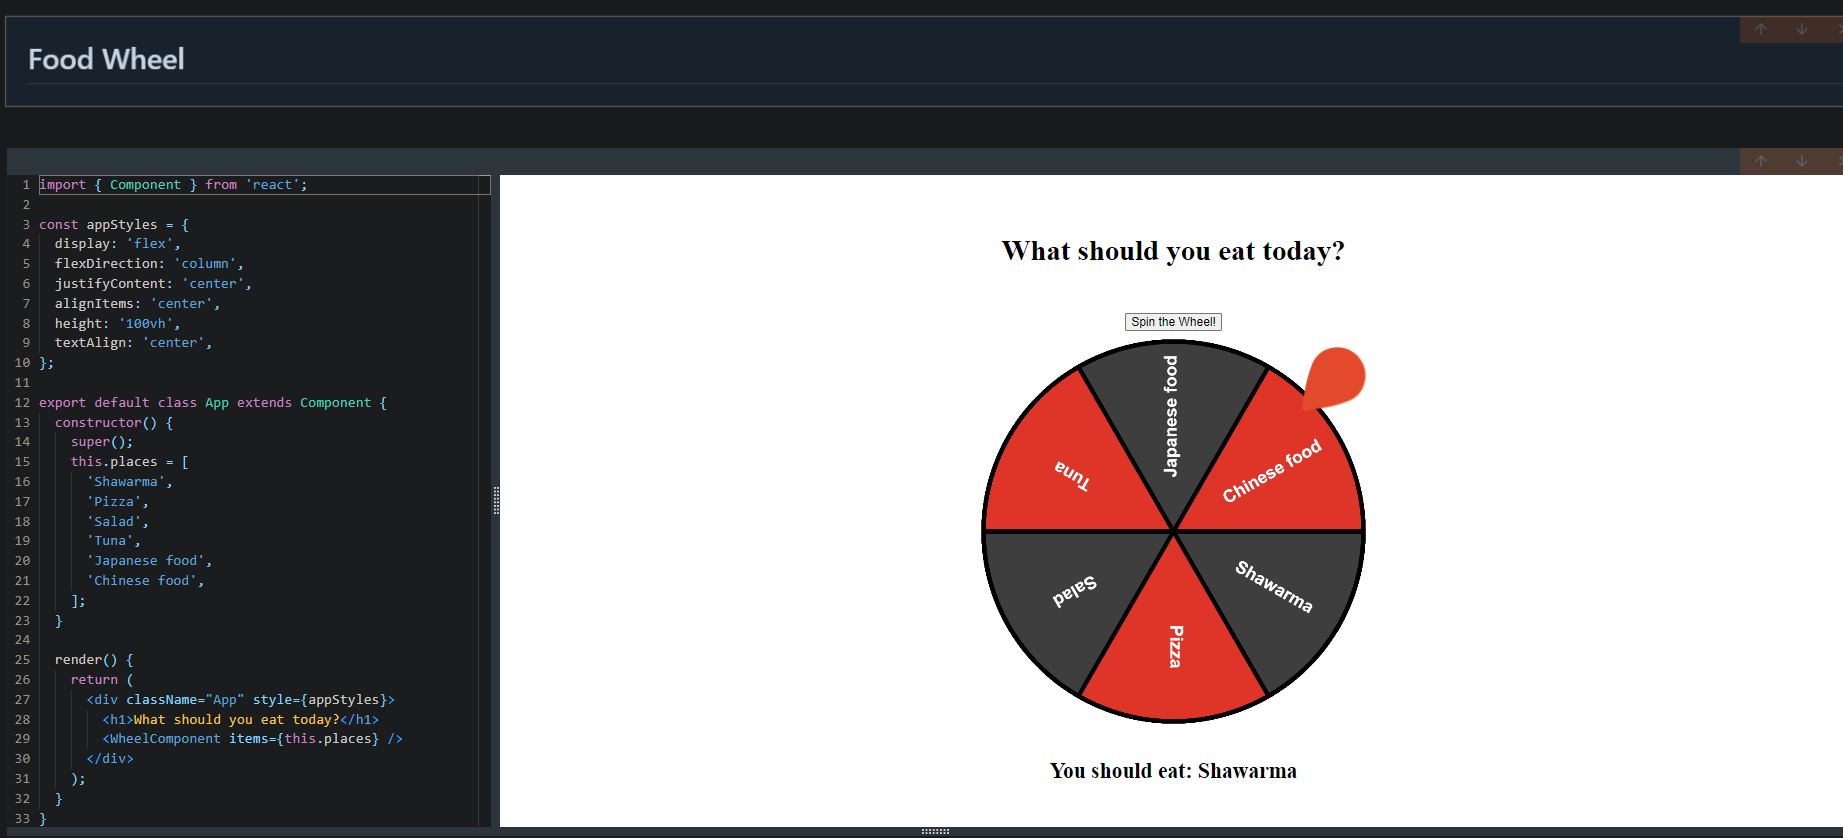 Food Wheel
1 import { Component } from 'react';
2
3 const appStyles = {
4 display: 'flex',
5 flexDirection: 'column',
6 justifyContent: 'center',
7 alignItems: 'center',
8 height: '100vh',
9 textAlign: 'center',
10 };
11
12 export default class App extends Component {
13 constructor() {
14 super();
15 this.places = [
16 'Shawarma',
17 'Pizza',
18 'Salad',
19 'Tuna',
20 'Japanese food',
21 'Chinese food',
22 ];
23 }
24
25 render() {
26 return (
27 <div className="App" style={appStyles}>
28 <h1>What should you eat today?</h1>
29 <WheelComponent items={this.places} />
30 </div>
31 );
32 }
33 }
What should you eat today?
Spin the Wheel!
Japanese food
Chinese food
Tuna
Shawarma
Salad
Pizza
You should eat: Shawarma